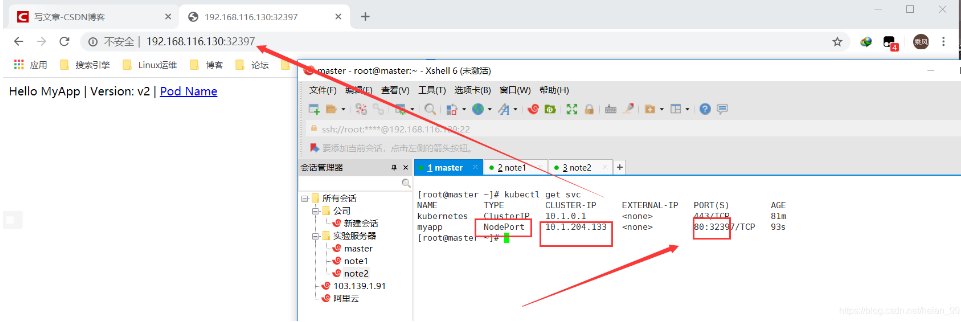 写文章-CSDN博客
192.168.116.130:32397
不安全 | 192.168.116.130:32397
4
乘风
应用 搜索引擎 Linux运维 博客 论坛
Hello MyApp | Version: v2 | Pod Name
master - root@master:~ - Xshell 6 (未激活)
文件(F) 编辑(E) 查看(V) 工具(T) 选项卡(B) 窗口(W) 帮助(H)
ssh://root:****@192.168.116.130:22
要添加当前会话，点击左侧的箭头按钮。
会话管理器
1 master 2 note1 3 note2 +
所有会话
公司
新建会话
实验服务器
master
note1
note2
103.139.1.91
阿里云
[root@master ~]# kubectl get svc
NAME TYPE CLUSTER-IP EXTERNAL-IP PORT(S) AGE
kubernetes ClusterIP 10.1.0.1 <none> 443/TCP 81m
myapp NodePort 10.1.204.133 <none> 80:32397/TCP 93s
[root@master ~]#